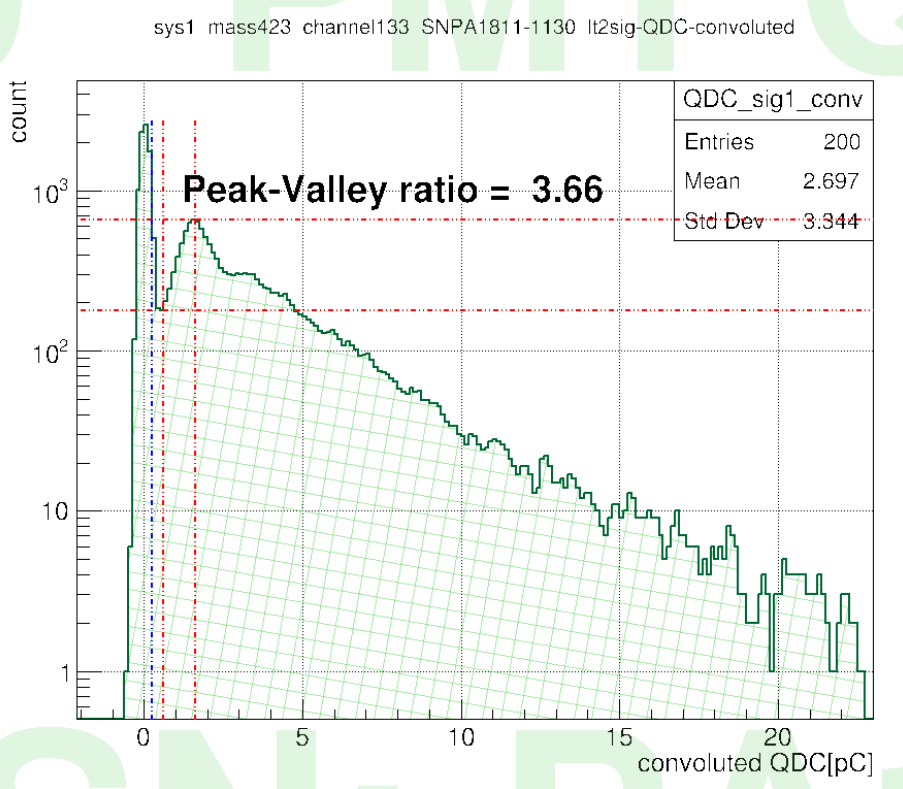 sys1 mass423 channel133 SNPA1811-1130 lt2sig-QDC-convoluted
count
QDC_sig1_conv
Entries 200
Mean 2.697
Std Dev 3.344
Peak-Valley ratio = 3.66
10³
10²
10
1
0 5 10 15 20
convoluted QDC[pC]